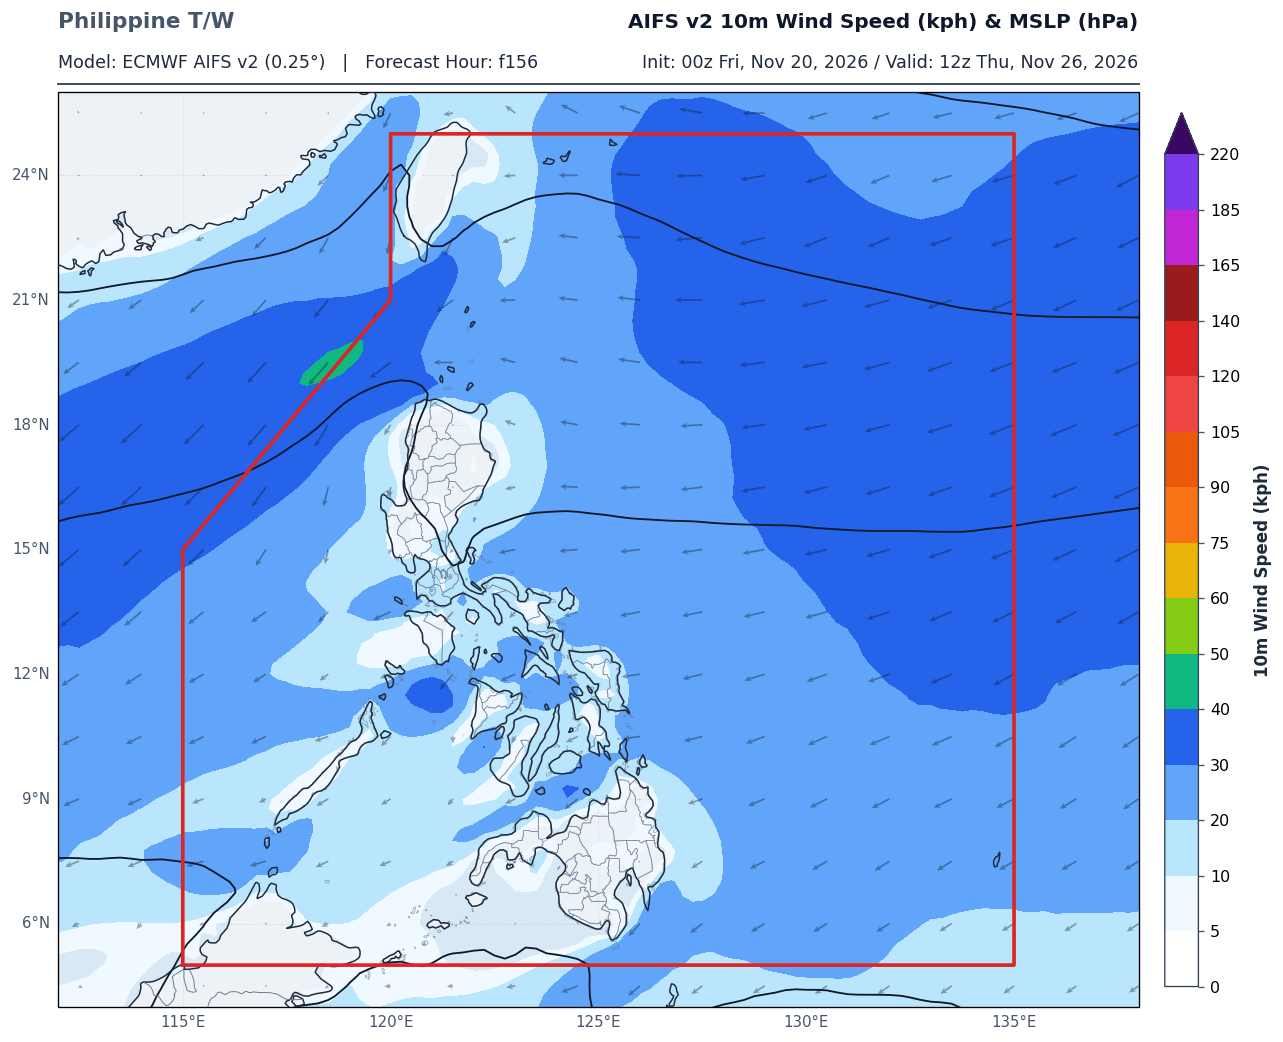 Philippine T/W
AIFS v2 10m Wind Speed (kph) & MSLP (hPa)
Model: ECMWF AIFS v2 (0.25°) | Forecast Hour: f156
Init: 00z Fri, Nov 20, 2026 / Valid: 12z Thu, Nov 26, 2026
24°N
21°N
18°N
15°N
12°N
9°N
6°N
115°E
120°E
125°E
130°E
135°E
220
185
165
140
120
105
90
75
60
50
40
30
20
10
5
0
10m Wind Speed (kph)